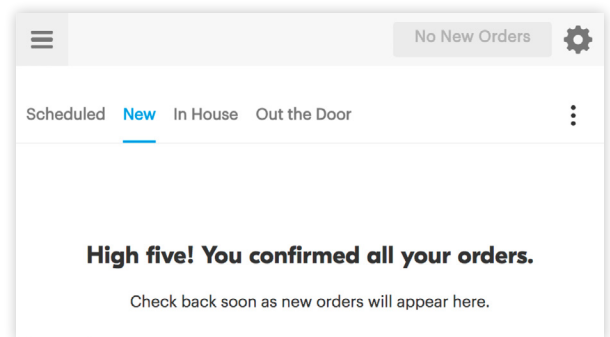 No New Orders
Scheduled New In House Out the Door
High five! You confirmed all your orders.
Check back soon as new orders will appear here.